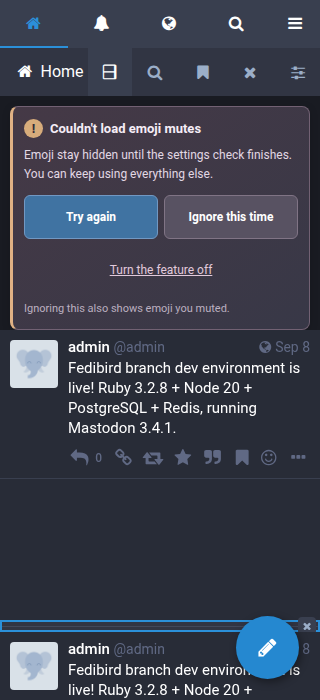 Home
Couldn't load emoji mutes
Emoji stay hidden until the settings check finishes.
You can keep using everything else.
Try again
Ignore this time
Turn the feature off
Ignoring this also shows emoji you muted.
admin @admin Sep 8
Fedibird branch dev environment is
live! Ruby 3.2.8 + Node 20 +
PostgreSQL + Redis, running
Mastodon 3.4.1.
0
admin @admin 8
Fedibird branch dev environment is
live! Ruby 3.2.8 + Node 20 +